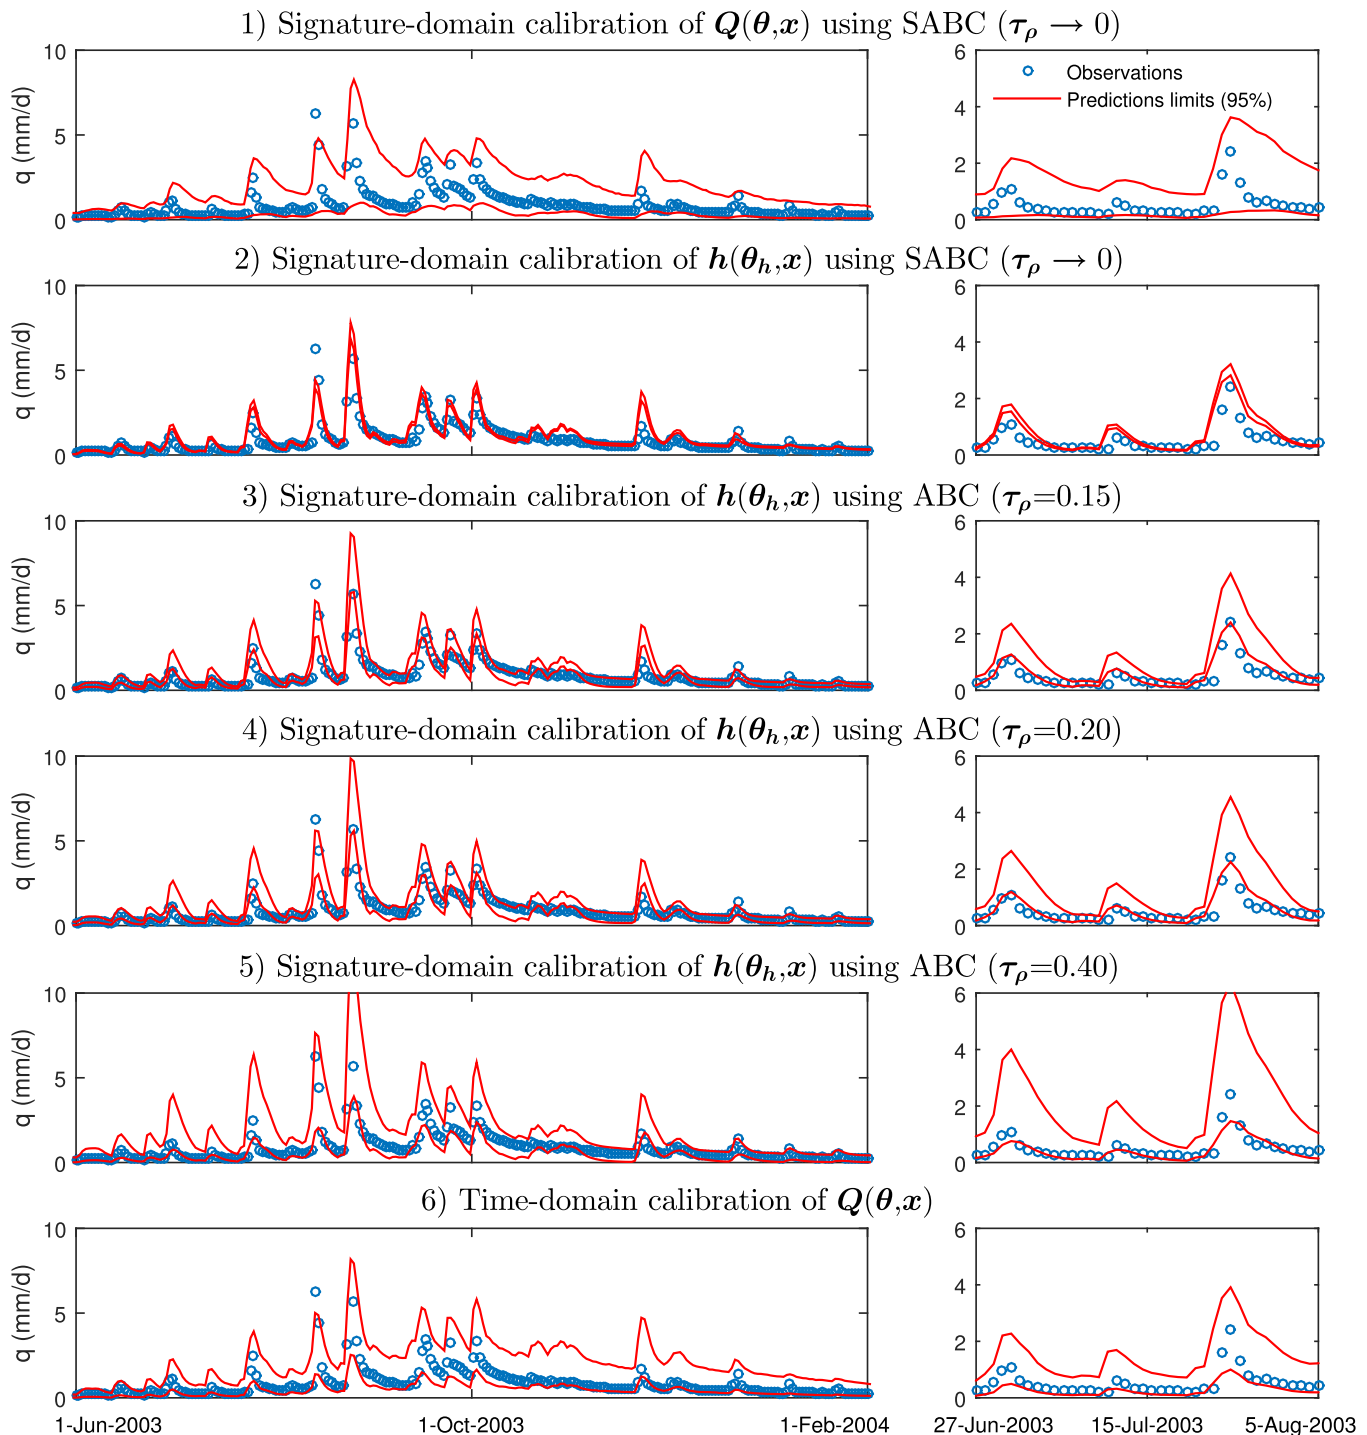 1) Signature-domain calibration of Q(θ,x) using SABC (τρ → 0)
10
5
0
q (mm/d)
6
4
2
0
Observations
Predictions limits (95%)
2) Signature-domain calibration of h(θh,x) using SABC (τρ → 0)
10
5
0
q (mm/d)
6
4
2
0
3) Signature-domain calibration of h(θh,x) using ABC (τρ=0.15)
10
5
0
q (mm/d)
6
4
2
0
4) Signature-domain calibration of h(θh,x) using ABC (τρ=0.20)
10
5
0
q (mm/d)
6
4
2
0
5) Signature-domain calibration of h(θh,x) using ABC (τρ=0.40)
10
5
0
q (mm/d)
6
4
2
0
6) Time-domain calibration of Q(θ,x)
10
5
0
q (mm/d)
6
4
2
0
1-Jun-2003 1-Oct-2003 1-Feb-2004
27-Jun-2003 15-Jul-2003 5-Aug-2003